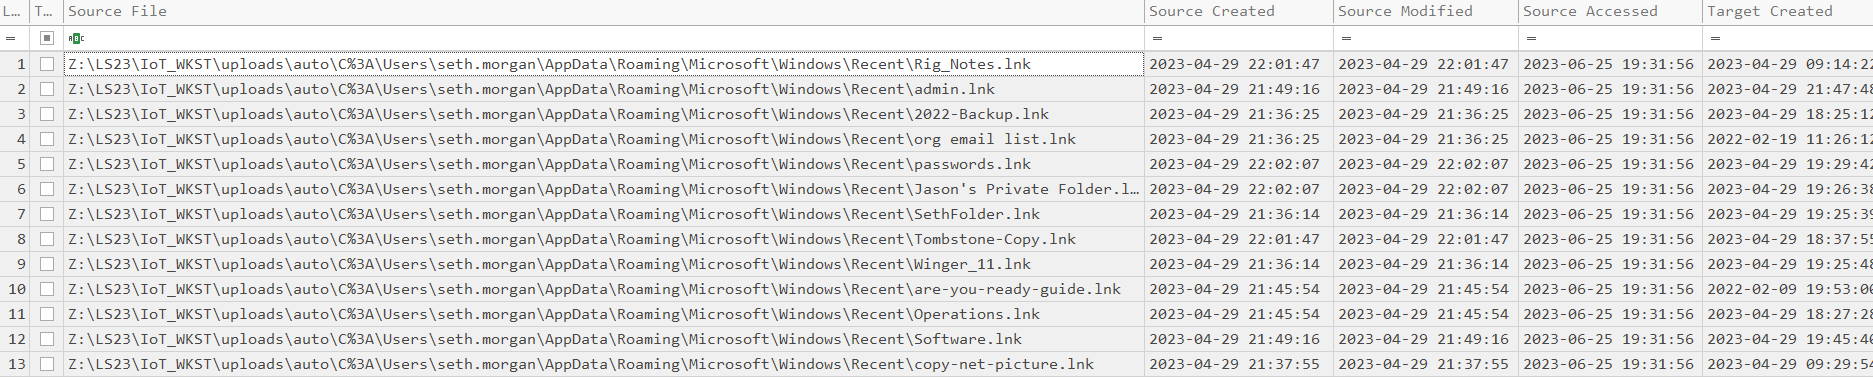 L… T… Source File Source Created Source Modified Source Accessed Target Created
= ■ ABC = = = =
1 Z:\LS23\IoT_WKST\uploads\auto\C%3A\Users\seth.morgan\AppData\Roaming\Microsoft\Windows\Recent\Rig_Notes.lnk 2023-04-29 22:01:47 2023-04-29 22:01:47 2023-06-25 19:31:56 2023-04-29 09:14:22
2 Z:\LS23\IoT_WKST\uploads\auto\C%3A\Users\seth.morgan\AppData\Roaming\Microsoft\Windows\Recent\admin.lnk 2023-04-29 21:49:16 2023-04-29 21:49:16 2023-06-25 19:31:56 2023-04-29 21:47:48
3 Z:\LS23\IoT_WKST\uploads\auto\C%3A\Users\seth.morgan\AppData\Roaming\Microsoft\Windows\Recent\2022-Backup.lnk 2023-04-29 21:36:25 2023-04-29 21:36:25 2023-06-25 19:31:56 2023-04-29 18:25:12
4 Z:\LS23\IoT_WKST\uploads\auto\C%3A\Users\seth.morgan\AppData\Roaming\Microsoft\Windows\Recent\org email list.lnk 2023-04-29 21:36:25 2023-04-29 21:36:25 2023-06-25 19:31:56 2022-02-19 11:26:12
5 Z:\LS23\IoT_WKST\uploads\auto\C%3A\Users\seth.morgan\AppData\Roaming\Microsoft\Windows\Recent\passwords.lnk 2023-04-29 22:02:07 2023-04-29 22:02:07 2023-06-25 19:31:56 2023-04-29 19:29:42
6 Z:\LS23\IoT_WKST\uploads\auto\C%3A\Users\seth.morgan\AppData\Roaming\Microsoft\Windows\Recent\Jason's Private Folder.l… 2023-04-29 22:02:07 2023-04-29 22:02:07 2023-06-25 19:31:56 2023-04-29 19:26:38
7 Z:\LS23\IoT_WKST\uploads\auto\C%3A\Users\seth.morgan\AppData\Roaming\Microsoft\Windows\Recent\SethFolder.lnk 2023-04-29 21:36:14 2023-04-29 21:36:14 2023-06-25 19:31:56 2023-04-29 19:25:39
8 Z:\LS23\IoT_WKST\uploads\auto\C%3A\Users\seth.morgan\AppData\Roaming\Microsoft\Windows\Recent\Tombstone-Copy.lnk 2023-04-29 22:01:47 2023-04-29 22:01:47 2023-06-25 19:31:56 2023-04-29 18:37:55
9 Z:\LS23\IoT_WKST\uploads\auto\C%3A\Users\seth.morgan\AppData\Roaming\Microsoft\Windows\Recent\Winger_11.lnk 2023-04-29 21:36:14 2023-04-29 21:36:14 2023-06-25 19:31:56 2023-04-29 19:25:48
10 Z:\LS23\IoT_WKST\uploads\auto\C%3A\Users\seth.morgan\AppData\Roaming\Microsoft\Windows\Recent\are-you-ready-guide.lnk 2023-04-29 21:45:54 2023-04-29 21:45:54 2023-06-25 19:31:56 2022-02-09 19:53:00
11 Z:\LS23\IoT_WKST\uploads\auto\C%3A\Users\seth.morgan\AppData\Roaming\Microsoft\Windows\Recent\Operations.lnk 2023-04-29 21:45:54 2023-04-29 21:45:54 2023-06-25 19:31:56 2023-04-29 18:27:28
12 Z:\LS23\IoT_WKST\uploads\auto\C%3A\Users\seth.morgan\AppData\Roaming\Microsoft\Windows\Recent\Software.lnk 2023-04-29 21:49:16 2023-04-29 21:49:16 2023-06-25 19:31:56 2023-04-29 19:45:40
13 Z:\LS23\IoT_WKST\uploads\auto\C%3A\Users\seth.morgan\AppData\Roaming\Microsoft\Windows\Recent\copy-net-picture.lnk 2023-04-29 21:37:55 2023-04-29 21:37:55 2023-06-25 19:31:56 2023-04-29 09:29:54